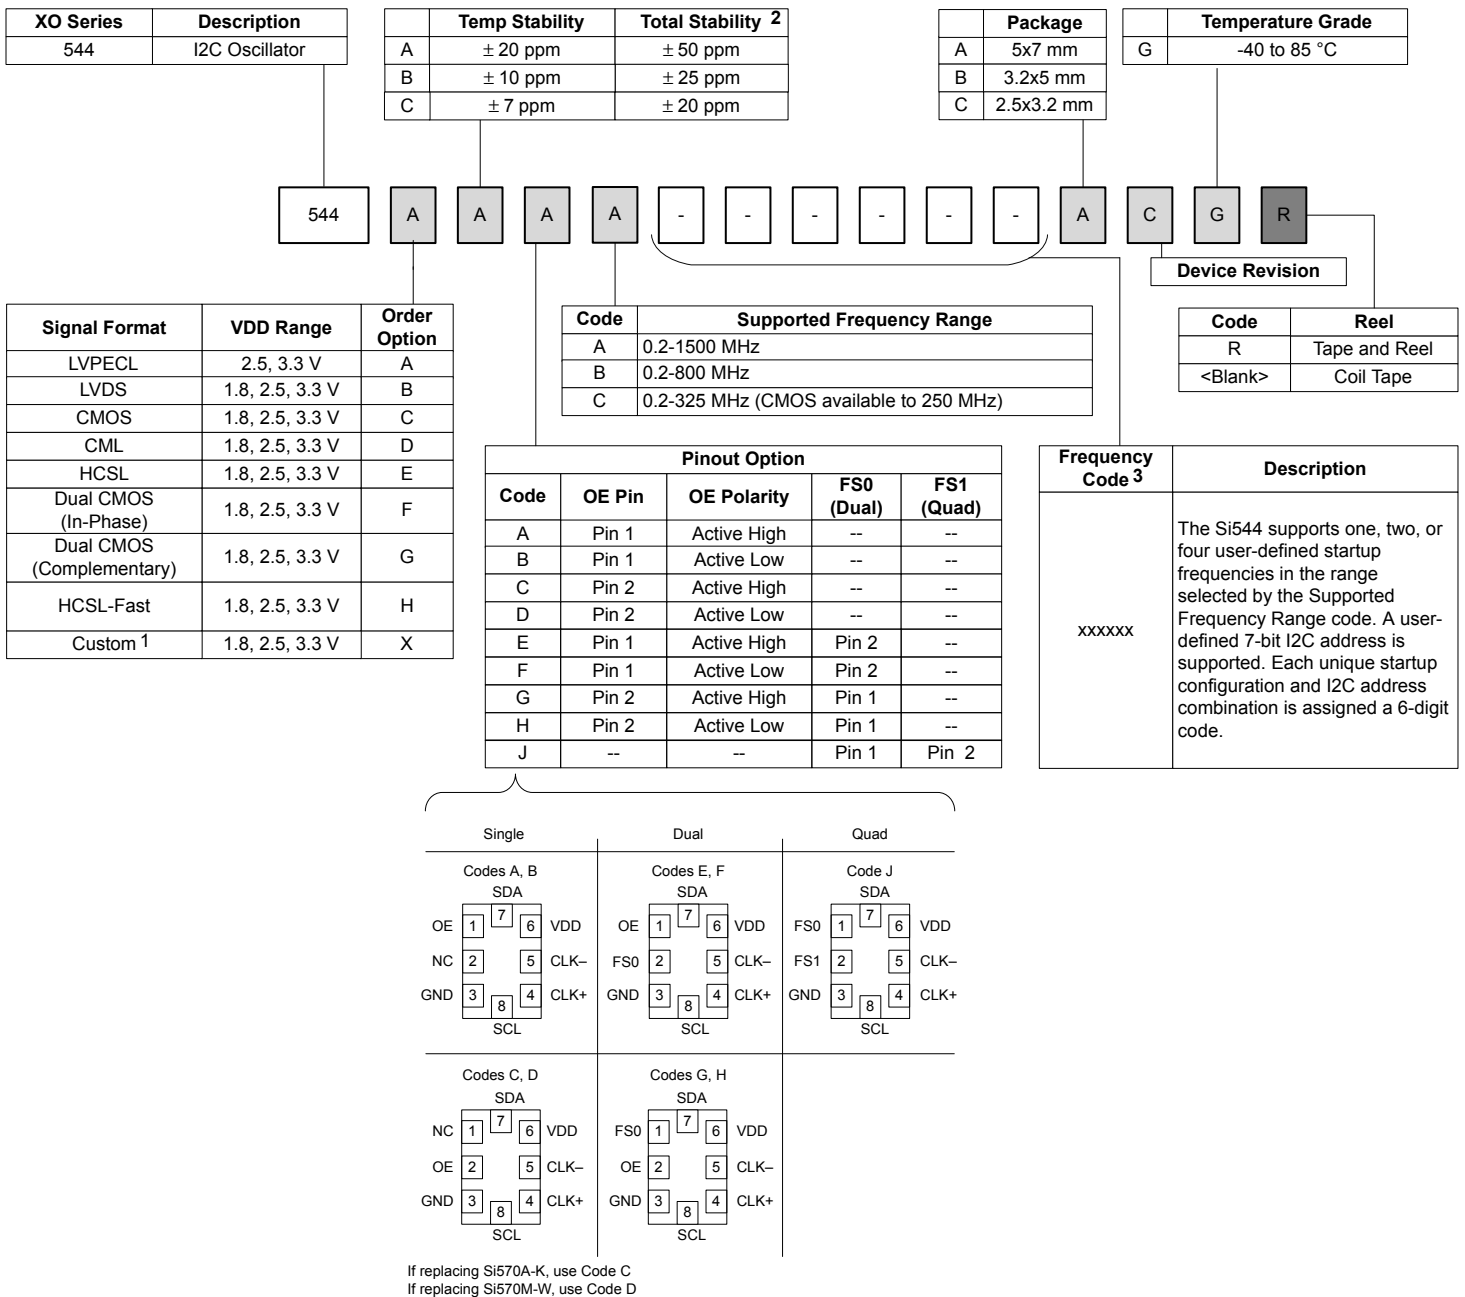 XO Series Description
544 I2C Oscillator
Temp Stability Total Stability 2
A ± 20 ppm ± 50 ppm
B ± 10 ppm ± 25 ppm
C ± 7 ppm ± 20 ppm
Package
A 5x7 mm
B 3.2x5 mm
C 2.5x3.2 mm
Temperature Grade
G -40 to 85 °C
544 A A A A - - - - - - A C G R
Device Revision
Signal Format VDD Range Order Option
LVPECL 2.5, 3.3 V A
LVDS 1.8, 2.5, 3.3 V B
CMOS 1.8, 2.5, 3.3 V C
CML 1.8, 2.5, 3.3 V D
HCSL 1.8, 2.5, 3.3 V E
Dual CMOS
(In-Phase) 1.8, 2.5, 3.3 V F
Dual CMOS
(Complementary) 1.8, 2.5, 3.3 V G
HCSL-Fast 1.8, 2.5, 3.3 V H
Custom 1 1.8, 2.5, 3.3 V X
Code Supported Frequency Range
A 0.2-1500 MHz
B 0.2-800 MHz
C 0.2-325 MHz (CMOS available to 250 MHz)
Code Reel
R Tape and Reel
<Blank> Coil Tape
Pinout Option
Code OE Pin OE Polarity FS0 (Dual) FS1 (Quad)
A Pin 1 Active High -- --
B Pin 1 Active Low -- --
C Pin 2 Active High -- --
D Pin 2 Active Low -- --
E Pin 1 Active High Pin 2 --
F Pin 1 Active Low Pin 2 --
G Pin 2 Active High Pin 1 --
H Pin 2 Active Low Pin 1 --
J -- -- Pin 1 Pin 2
Frequency Code 3 Description
xxxxxx
The Si544 supports one, two, or
four user-defined startup
frequencies in the range
selected by the Supported
Frequency Range code. A user-
defined 7-bit I2C address is
supported. Each unique startup
configuration and I2C address
combination is assigned a 6-digit
code.
Single Dual Quad
Codes A, B
SDA
7
OE 1 6 VDD
NC 2 5 CLK–
GND 3 4 CLK+
8
SCL
Codes E, F
SDA
7
OE 1 6 VDD
FS0 2 5 CLK–
GND 3 4 CLK+
8
SCL
Code J
SDA
7
FS0 1 6 VDD
FS1 2 5 CLK–
GND 3 4 CLK+
8
SCL
Codes C, D
SDA
7
NC 1 6 VDD
OE 2 5 CLK–
GND 3 4 CLK+
8
SCL
Codes G, H
SDA
7
FS0 1 6 VDD
OE 2 5 CLK–
GND 3 4 CLK+
8
SCL
If replacing Si570A-K, use Code C
If replacing Si570M-W, use Code D